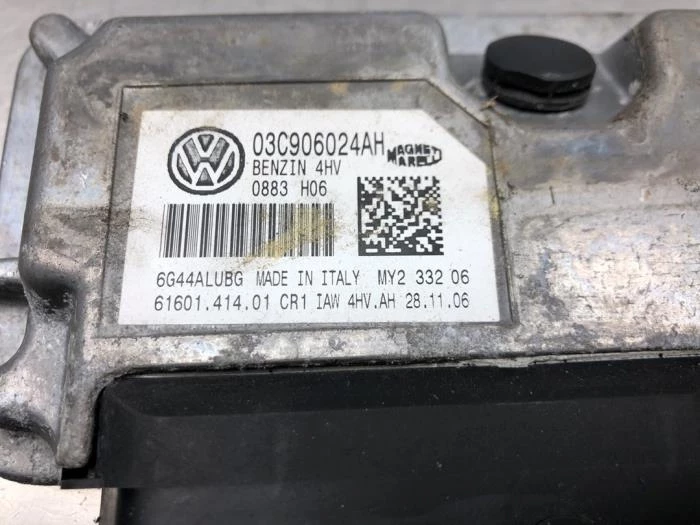 03C906024AH MAGNETI MARELLI
BENZIN 4HV
0883 H06
6G44ALUBG MADE IN ITALY MY2 332 06
61601.414.01 CR1 IAW 4HV.AH 28.11.06